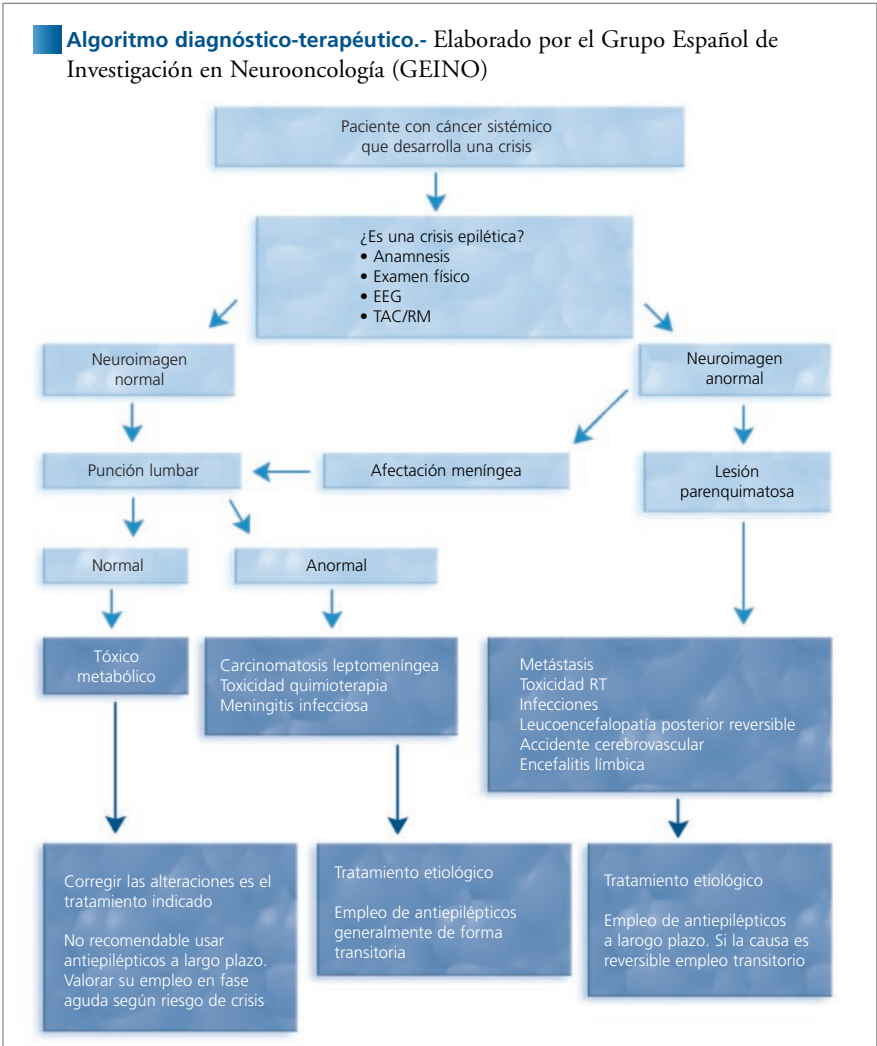 Algoritmo diagnóstico-terapéutico.- Elaborado por el Grupo Español de
Investigación en Neurooncología (GEINO)
Paciente con cáncer sistémico
que desarrolla una crisis
¿Es una crisis epilética?
• Anamnesis
• Examen físico
• EEG
• TAC/RM
Neuroimagen
normal
Neuroimagen
anormal
Punción lumbar
Afectación meníngea
Lesión
parenquimatosa
Normal
Anormal
Tóxico
metabólico
Carcinomatosis leptomeníngea
Toxicidad quimioterapia
Meningitis infecciosa
Metástasis
Toxicidad RT
Infecciones
Leucoencefalopatía posterior reversible
Accidente cerebrovascular
Encefalitis límbica
Corregir las alteraciones es el
tratamiento indicado
No recomendable usar
antiepilépticos a largo plazo.
Valorar su empleo en fase
aguda según riesgo de crisis
Tratamiento etiológico
Empleo de antiepilépticos
generalmente de forma
transitoria
Tratamiento etiológico
Empleo de antiepilépticos
a larogo plazo. Si la causa es
reversible empleo transitorio